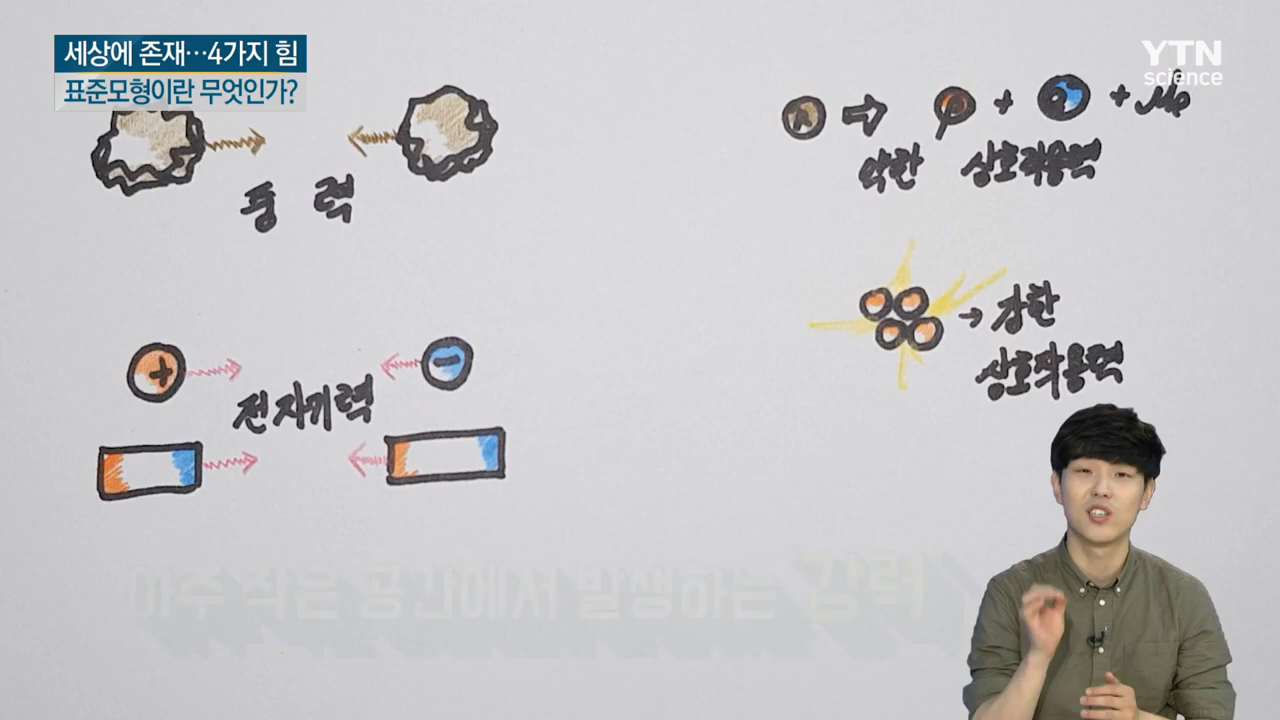 세상에 존재…4가지 힘
표준모형이란 무엇인가?
YTN
science
중 력
+
-
전자기력
+
+
약한 상호작용력
강한
상호작용력
아주 작은 공간에서 발생하는 강력